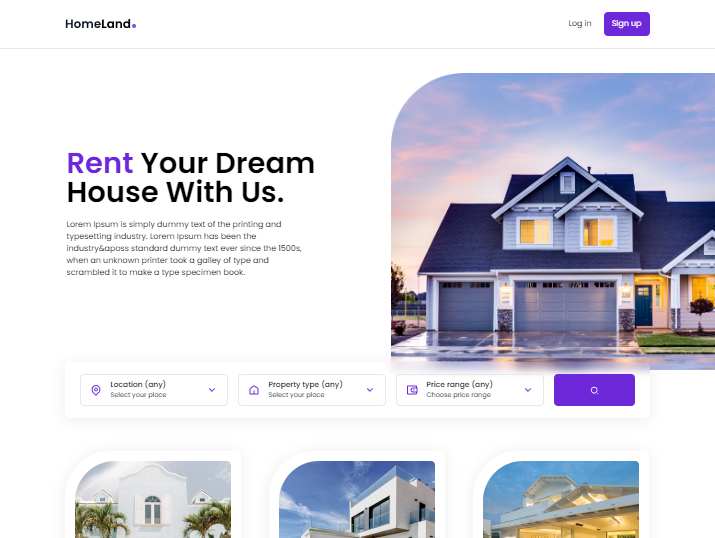 HomeLand.
Log in
Sign up
Rent Your Dream
House With Us.
Lorem Ipsum is simply dummy text of the printing and
typesetting industry. Lorem Ipsum has been the
industry&aposs standard dummy text ever since the 1500s,
when an unknown printer took a galley of type and
scrambled it to make a type specimen book.
Location (any)
Select your place
Property type (any)
Select your place
Price range (any)
Choose price range